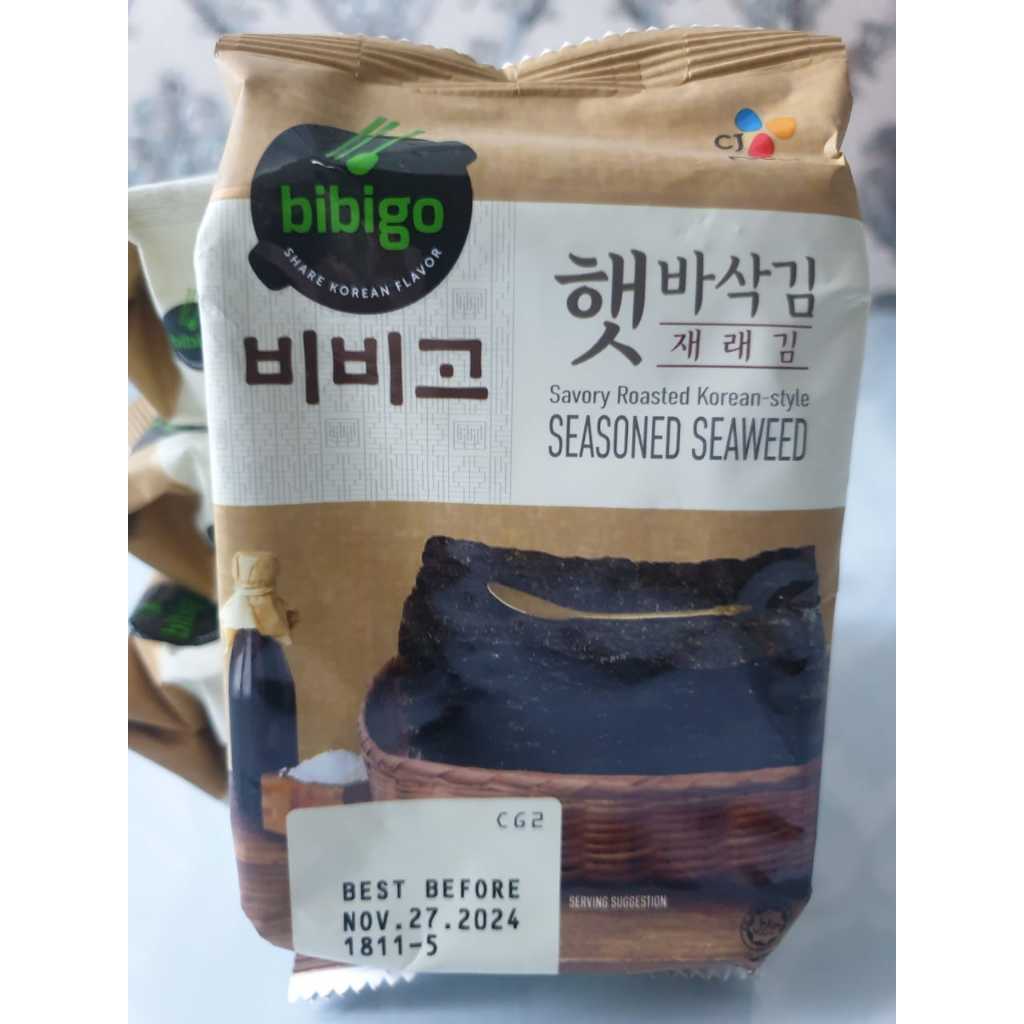 CJ
bibigo
SHARE KOREAN FLAVOR
비비고
햇바삭김
재래김
Savory Roasted Korean-style
SEASONED SEAWEED
CG2
BEST BEFORE
NOV.27.2024
1811-5
SERVING SUGGESTION